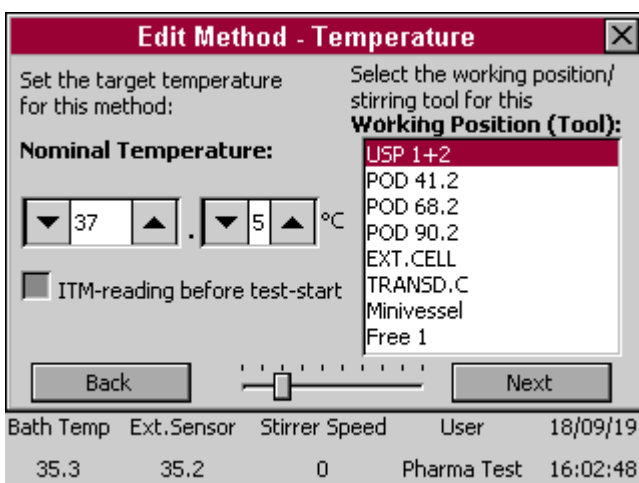 Edit Method - Temperature
Set the target temperature
for this method:
Nominal Temperature:
37 . 5 °C
ITM-reading before test-start
Select the working position/
stirring tool for this
Working Position (Tool):
USP 1+2
POD 41.2
POD 68.2
POD 90.2
EXT.CELL
TRANSD.C
Minivessel
Free 1
Back Next
Bath Temp Ext.Sensor Stirrer Speed User 18/09/19
35.3 35.2 0 Pharma Test 16:02:48